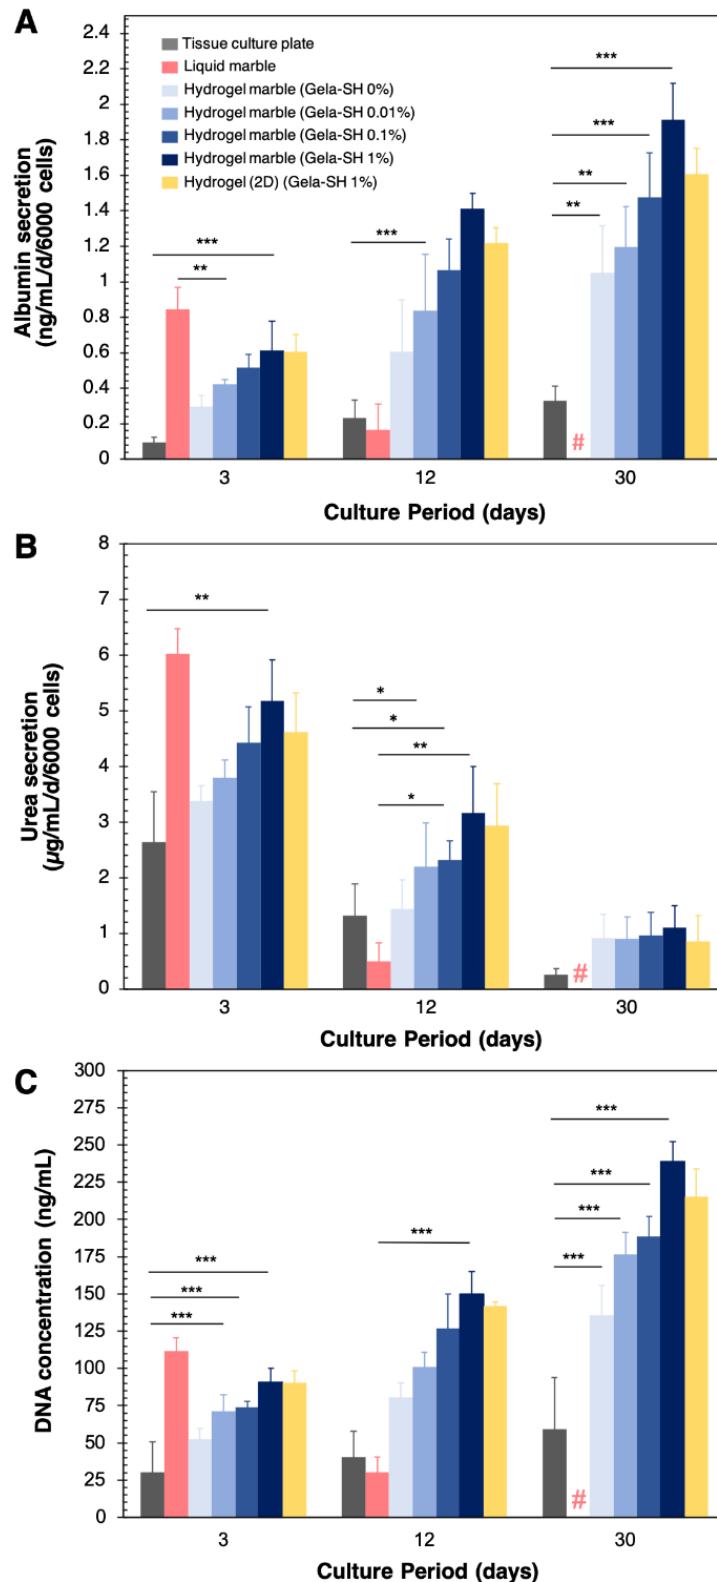 A
2.4
2.2
2
1.8
1.6
1.4
1.2
1
0.8
0.6
0.4
0.2
0
Albumin secretion
(ng/mL/d/6000 cells)
Tissue culture plate
Liquid marble
Hydrogel marble (Gela-SH 0%)
Hydrogel marble (Gela-SH 0.01%)
Hydrogel marble (Gela-SH 0.1%)
Hydrogel marble (Gela-SH 1%)
Hydrogel (2D) (Gela-SH 1%)
***
**
***
***
***
**
**
#
3 12 30
Culture Period (days)
B
8
7
6
5
4
3
2
1
0
Urea secretion
(µg/mL/d/6000 cells)
**
*
*
**
*
#
3 12 30
Culture Period (days)
C
300
275
250
225
200
175
150
125
100
75
50
25
0
DNA concentration (ng/mL)
***
***
***
***
***
***
***
***
#
3 12 30
Culture Period (days)